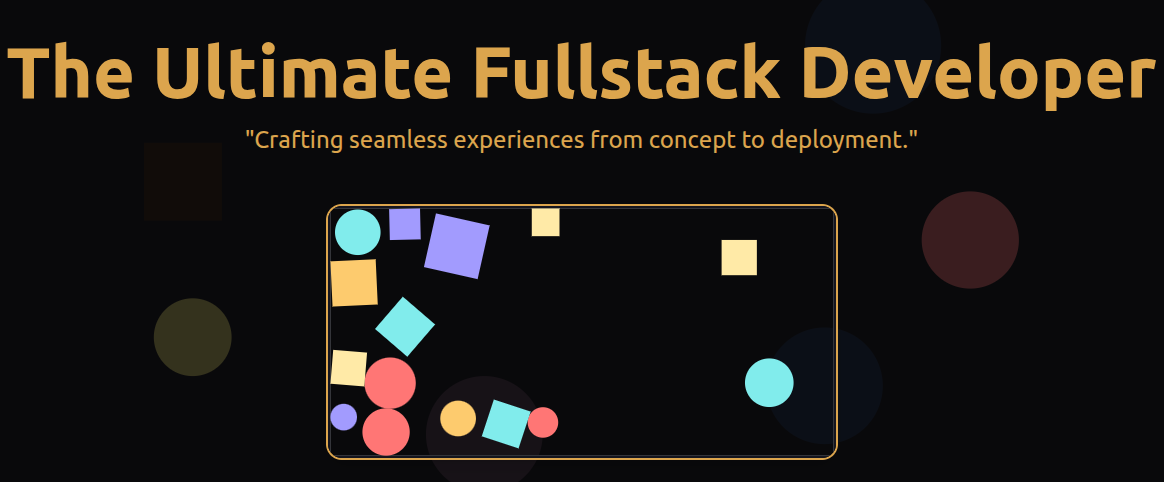 The Ultimate Fullstack Developer
"Crafting seamless experiences from concept to deployment."